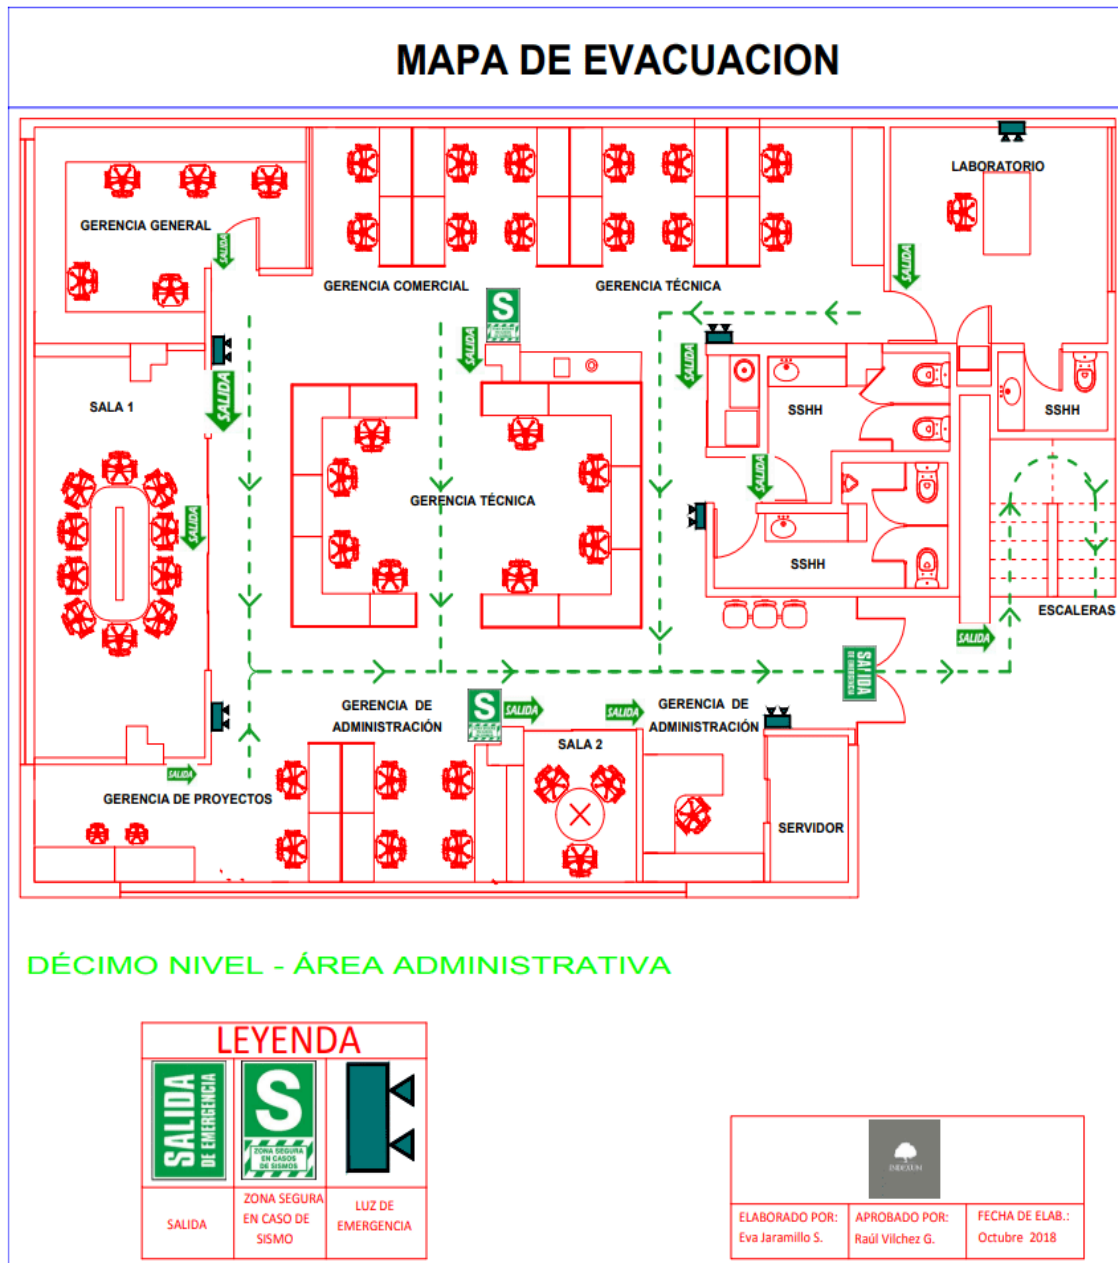 MAPA DE EVACUACION
LABORATORIO
GERENCIA GENERAL
SALIDA
SALIDA
GERENCIA COMERCIAL
GERENCIA TÉCNICA
S
SALIDA
SALIDA
SALIDA
SALA 1
SSHH
SSHH
SALIDA
GERENCIA TÉCNICA
SALIDA
SSHH
ESCALERAS
SALIDA
SALIDA
DE EMERGENCIA
GERENCIA DE
ADMINISTRACIÓN
S
SALIDA
SALIDA
GERENCIA DE
ADMINISTRACIÓN
SALA 2
SALIDA
GERENCIA DE PROYECTOS
SERVIDOR
DÉCIMO NIVEL - ÁREA ADMINISTRATIVA
LEYENDA
SALIDA
DE EMERGENCIA
S
ZONA SEGURA
EN CASOS
DE SISMOS
SALIDA
ZONA SEGURA
EN CASO DE
SISMO
LUZ DE
EMERGENCIA
ELABORADO POR:
Eva Jaramillo S.
APROBADO POR:
Raúl Vilchez G.
FECHA DE ELAB.:
Octubre 2018